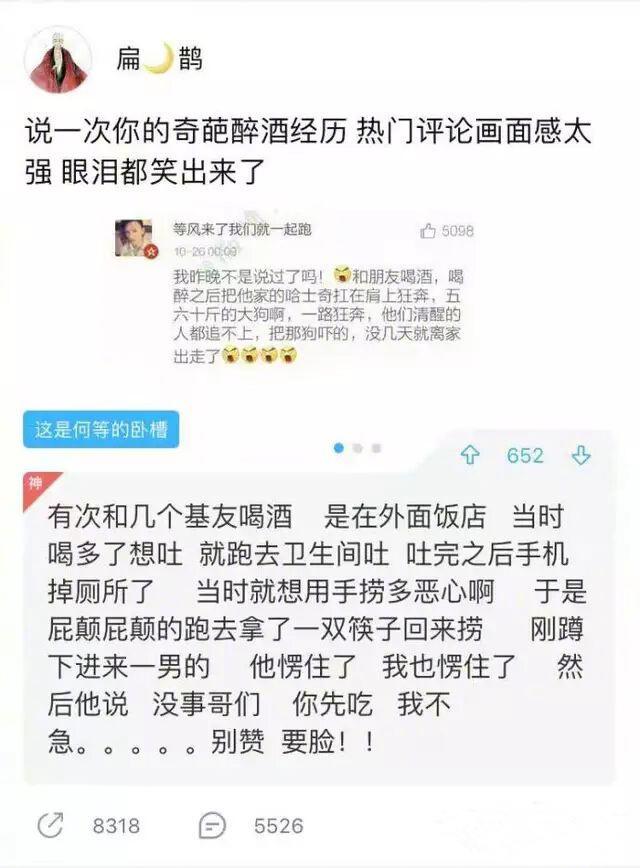 扁🌙鹊
说一次你的奇葩醉酒经历 热门评论画面感太
强 眼泪都笑出来了
等风来了我们就一起跑
5098
10-26 00:09
我昨晚不是说过了吗！和朋友喝酒，喝
醉之后把他家的哈士奇扛在肩上狂奔，五
六十斤的大狗啊，一路狂奔，他们清醒的
人都追不上，把那狗吓的，没几天就离家
出走了
这是何等的卧槽
652
神
有次和几个基友喝酒 是在外面饭店 当时
喝多了想吐 就跑去卫生间吐 吐完之后手机
掉厕所了 当时就想用手捞多恶心啊 于是
屁颠屁颠的跑去拿了一双筷子回来捞 刚蹲
下进来一男的 他愣住了 我也愣住了 然
后他说 没事哥们 你先吃 我不
急。。。。。别赞 要脸！！
8318
5526